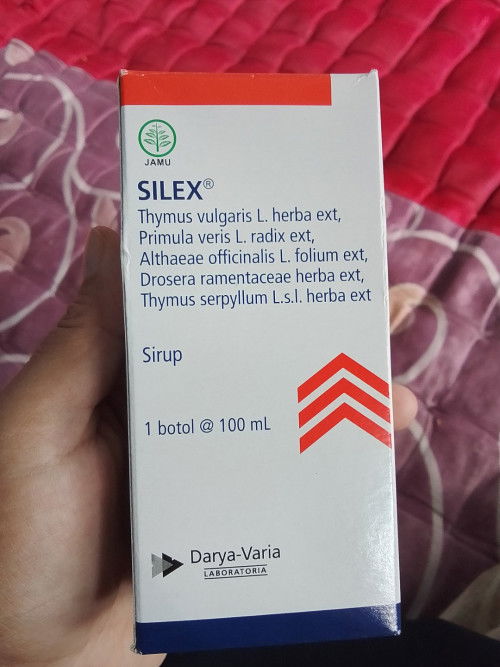 JAMU
SILEX®
Thymus vulgaris L. herba ext,
Primula veris L. radix ext,
Althaeae officinalis L. folium ext,
Drosera ramentaceae herba ext,
Thymus serpyllum L.s.l. herba ext
Sirup
1 botol @ 100 mL
Darya-Varia
LABORATORIA